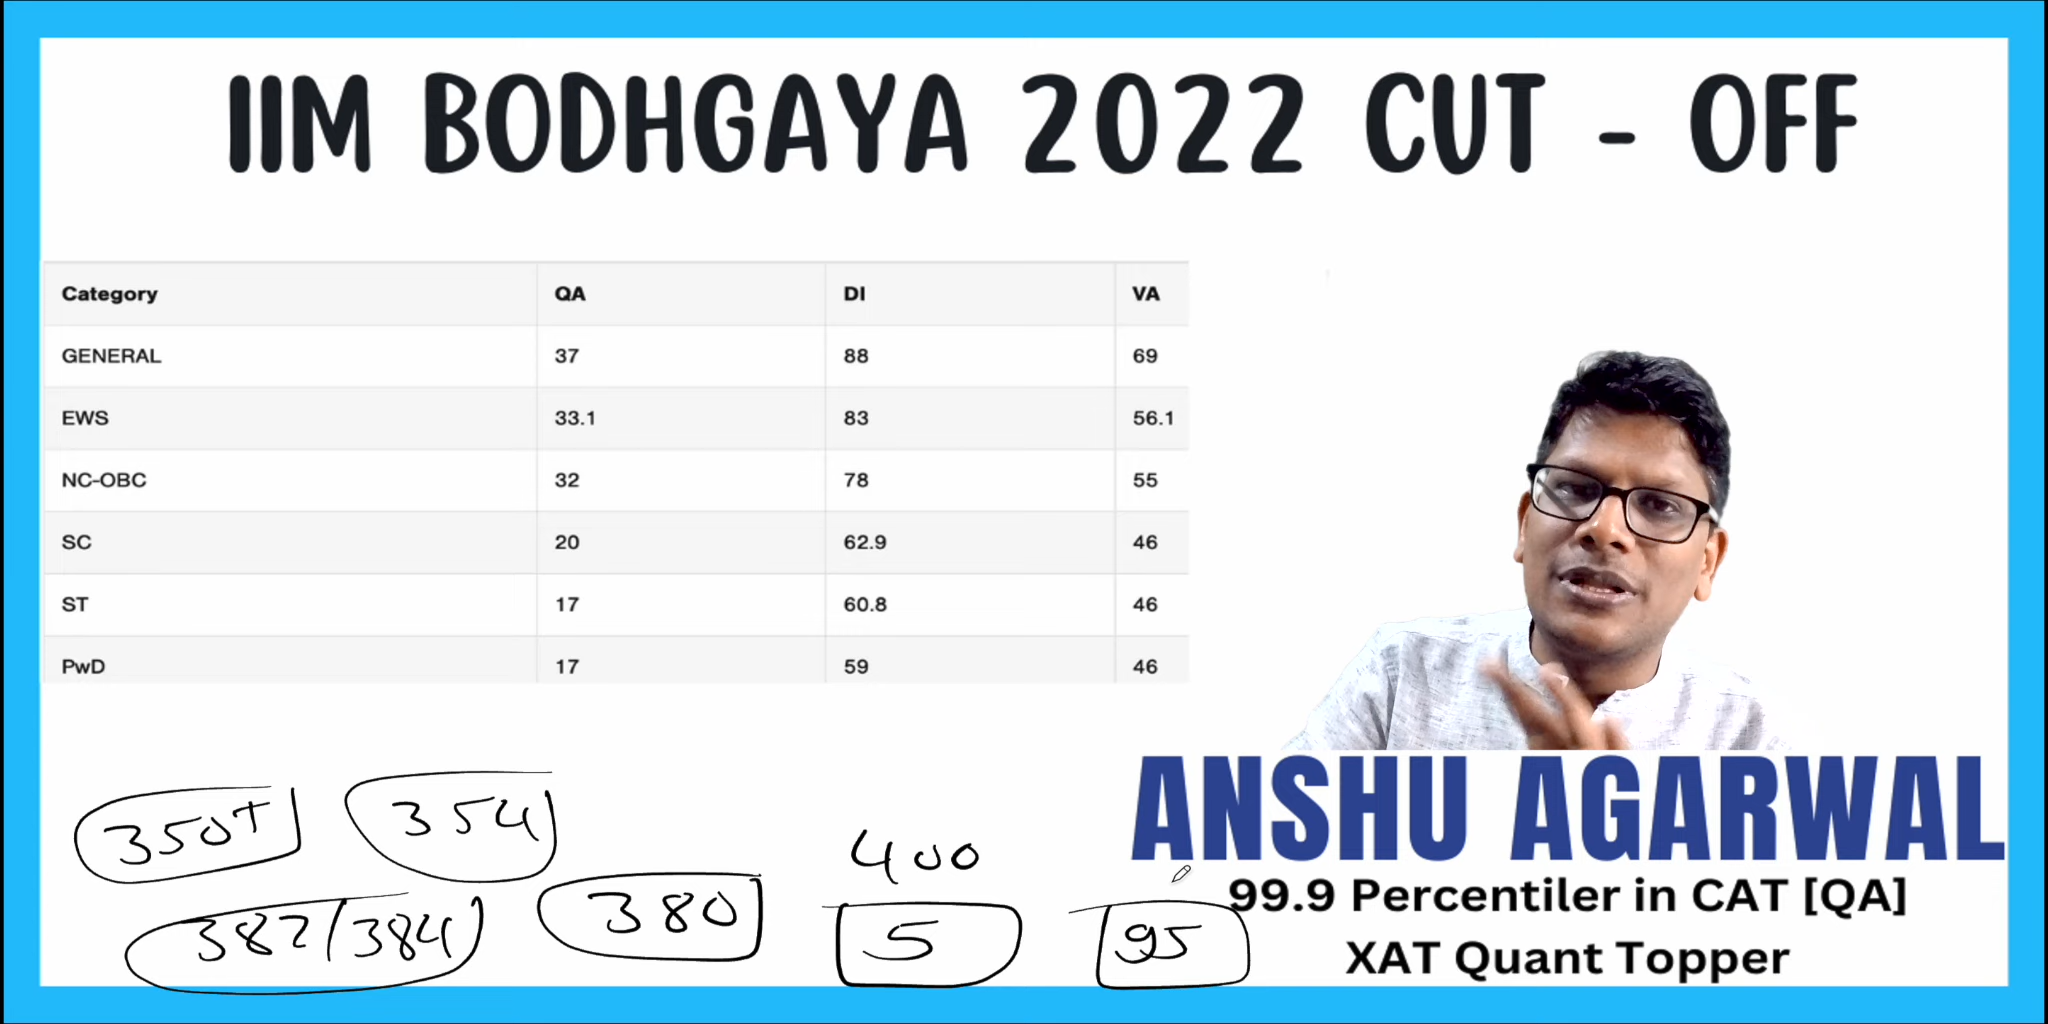 IIM BODHGAYA 2022 CUT - OFF
Category QA DI VA
GENERAL 37 88 69
EWS 33.1 83 56.1
NC-OBC 32 78 55
SC 20 62.9 46
ST 17 60.8 46
PwD 17 59 46
350+ 354
400
382/384 380 5 95
ANSHU AGARWAL
99.9 Percentiler in CAT [QA]
XAT Quant Topper